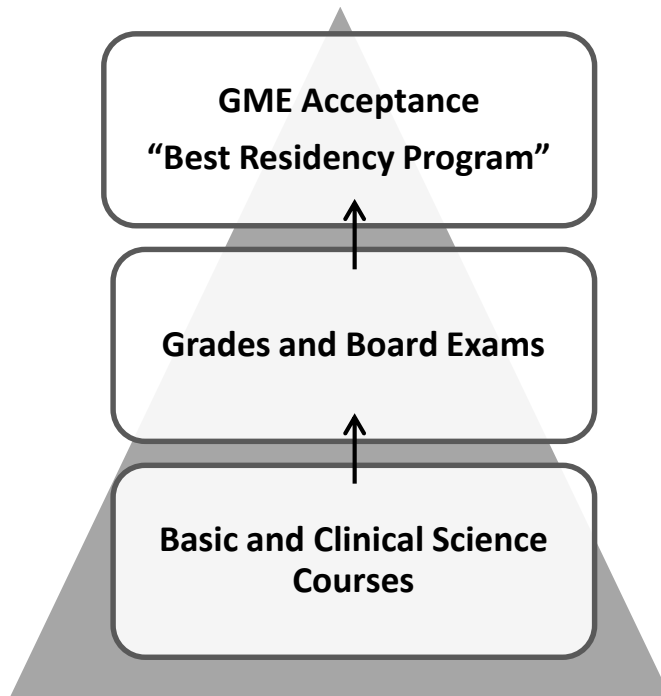 GME Acceptance
“Best Residency Program”
Grades and Board Exams
Basic and Clinical Science
Courses